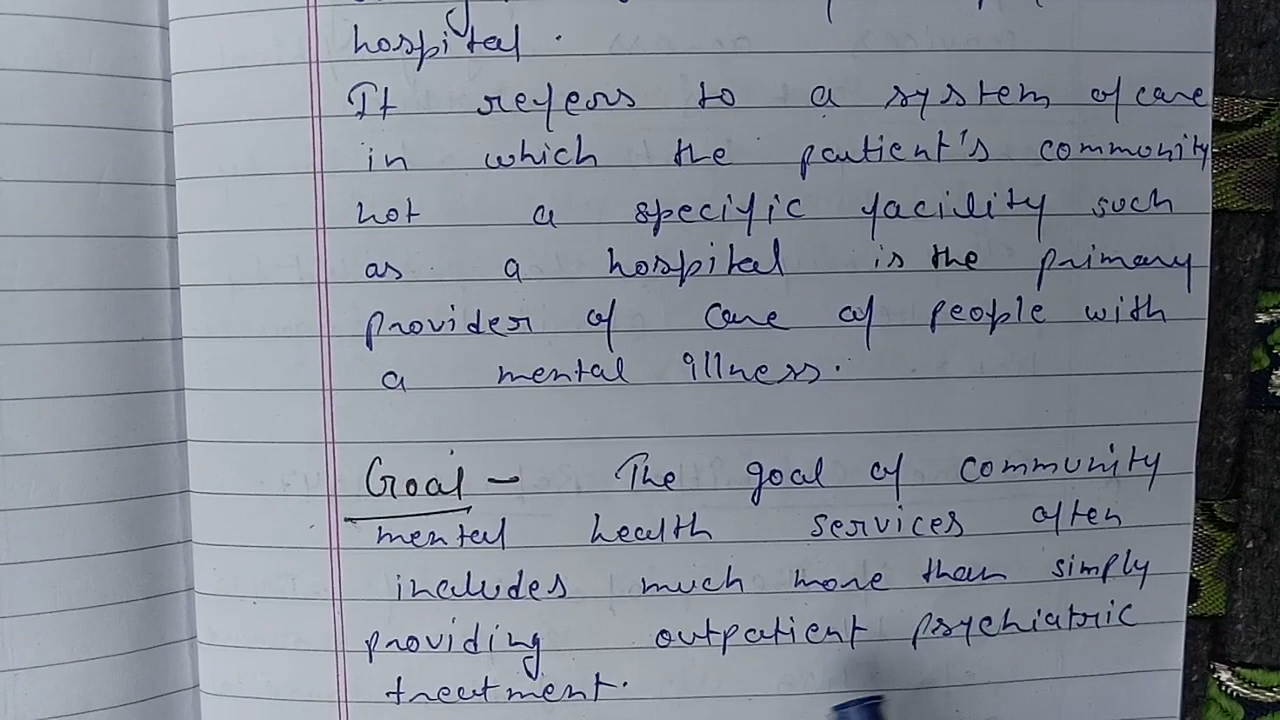 hospital.
It refers to a system of care
in which the patient's community
not a specific facility such
as a hospital is the primary
provider of care of people with
a mental illness.
Goal - The goal of community
mental health services often
includes much more than simply
providing outpatient psychiatric
treatment.